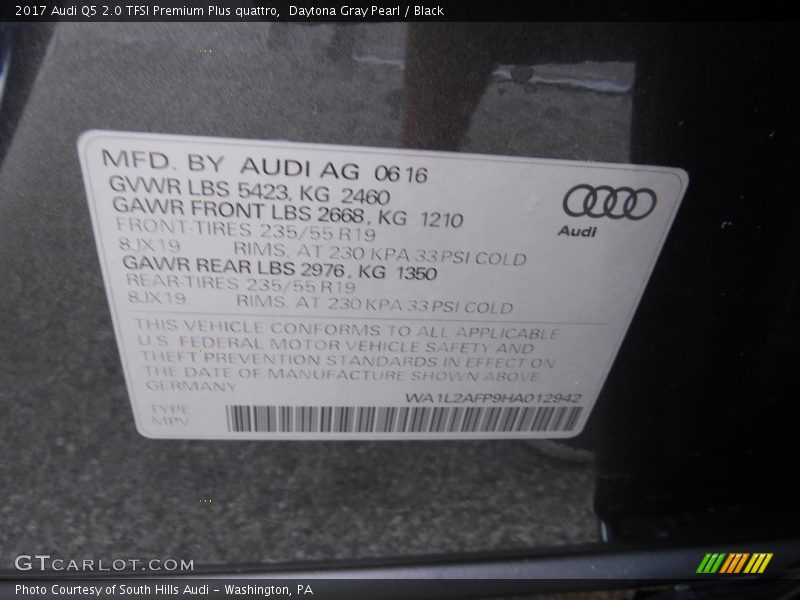 2017 Audi Q5 2.0 TFSI Premium Plus quattro, Daytona Gray Pearl / Black
MFD. BY AUDI AG 0616
GVWR LBS 5423, KG 2460
GAWR FRONT LBS 2668, KG 1210
FRONT-TIRES 235/55 R19
8JX19 RIMS, AT 230 KPA 33 PSI COLD
GAWR REAR LBS 2976, KG 1350
REAR-TIRES 235/55 R19
8JX19 RIMS, AT 230 KPA 33 PSI COLD
Audi
THIS VEHICLE CONFORMS TO ALL APPLICABLE
U.S. FEDERAL MOTOR VEHICLE SAFETY AND
THEFT PREVENTION STANDARDS IN EFFECT ON
THE DATE OF MANUFACTURE SHOWN ABOVE
GERMANY
WA1L2AFP9HA012942
TYPE
MPV
GTCARLOT.COM
Photo Courtesy of South Hills Audi - Washington, PA